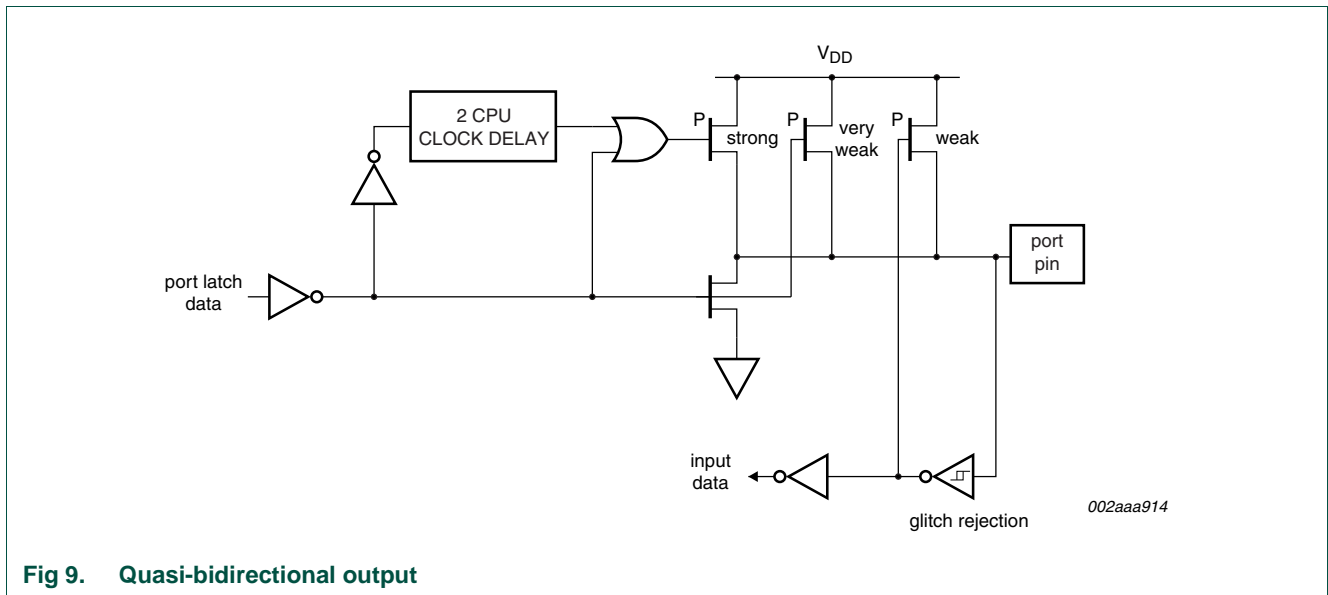 VDD
2 CPU
CLOCK DELAY
P
strong
P
very
weak
P
weak
port
pin
port latch
data
input
data
glitch rejection
002aaa914
Fig 9. Quasi-bidirectional output